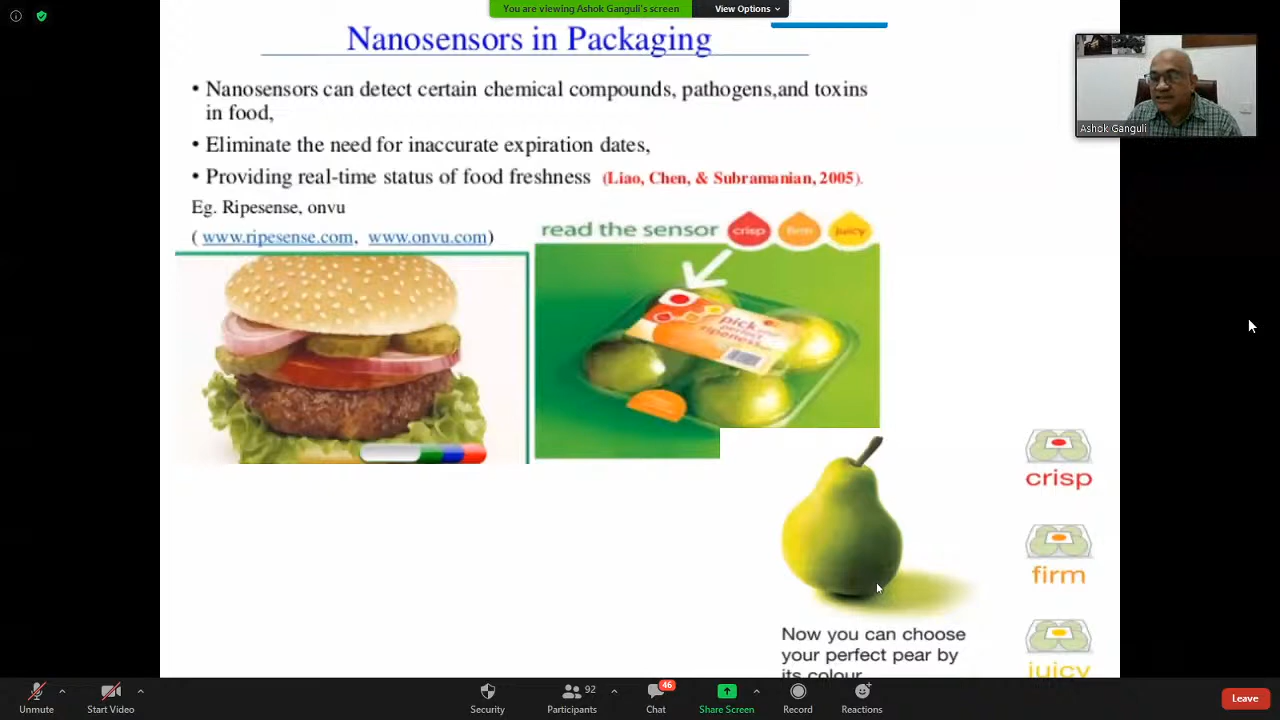 You are viewing Ashok Ganguli's screen
View Options
Nanosensors in Packaging
• Nanosensors can detect certain chemical compounds, pathogens,and toxins
in food,
• Eliminate the need for inaccurate expiration dates,
• Providing real-time status of food freshness (Liao, Chen, & Subramanian, 2005).
Eg. Ripesense, onvu
( www.ripesense.com, www.onvu.com)
read the sensor crisp firm juicy
pick
perfect
ripeness
Ashok Ganguli
crisp
firm
juicy
Now you can choose
your perfect pear by
its colour
Unmute
Start Video
Security
Participants 92
Chat 46
Share Screen
Record
Reactions
Leave